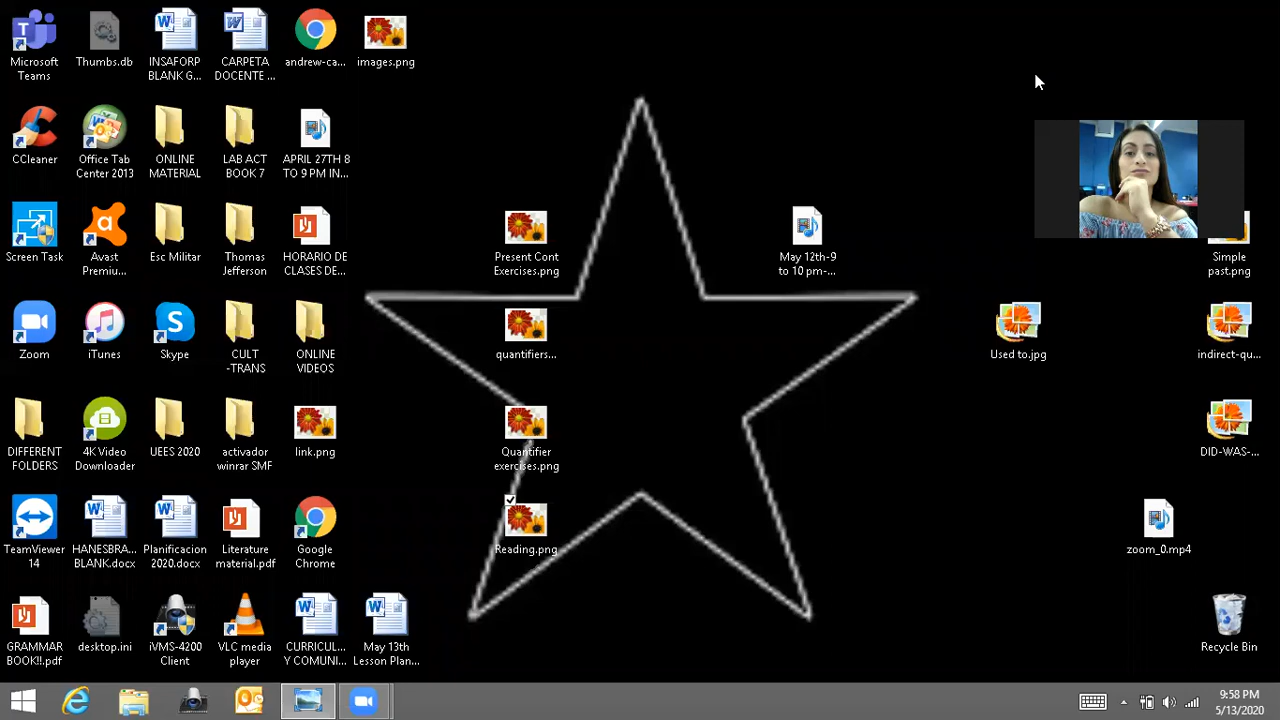 Microsoft
Teams
Thumbs.db
INSAFORP
BLANK G...
CARPETA
DOCENTE ...
andrew-ca...
images.png
CCleaner
Office Tab
Center 2013
ONLINE
MATERIAL
LAB ACT
BOOK 7
APRIL 27TH 8
TO 9 PM IN...
Screen Task
Avast
Premiu...
Esc Militar
Thomas
Jefferson
HORARIO DE
CLASES DE...
Present Cont
Exercises.png
May 12th-9
to 10 pm-...
Simple
past.png
Zoom
iTunes
Skype
CULT
-TRANS
ONLINE
VIDEOS
quantifiers...
Used to.jpg
indirect-qu...
DIFFERENT
FOLDERS
4K Video
Downloader
UEES 2020
activador
winrar SMF
link.png
Quantifier
exercises.png
DID-WAS-...
TeamViewer
14
HANESBRA...
BLANK.docx
Planificacion
2020.docx
Literature
material.pdf
Google
Chrome
Reading.png
zoom_0.mp4
GRAMMAR
BOOK!!.pdf
desktop.ini
iVMS-4200
Client
VLC media
player
CURRICUL...
Y COMUNI...
May 13th
Lesson Plan...
Recycle Bin
9:58 PM
5/13/2020